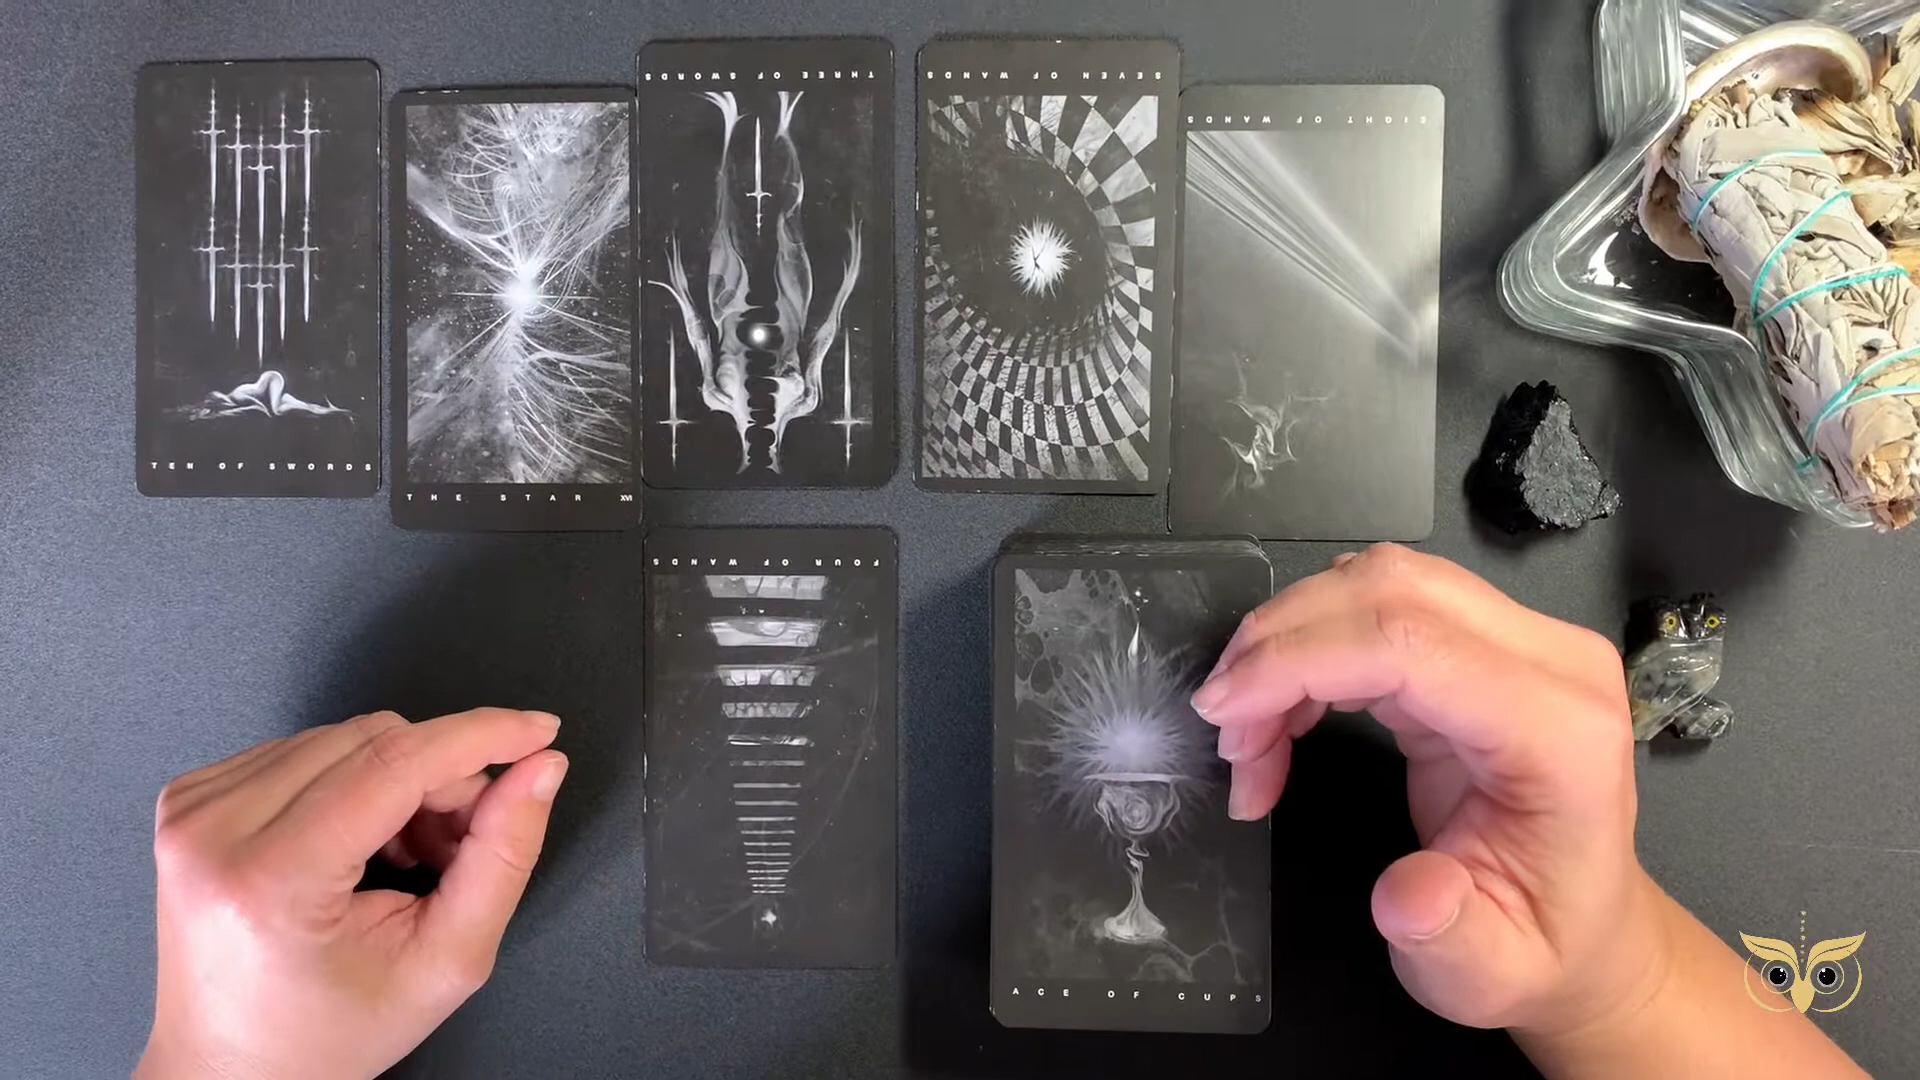 THREE OF SWORDS
SEVEN OF WANDS
EIGHT OF WANDS
TEN OF SWORDS
THE STAR XVI
FOUR OF WANDS
ACE OF CUPS